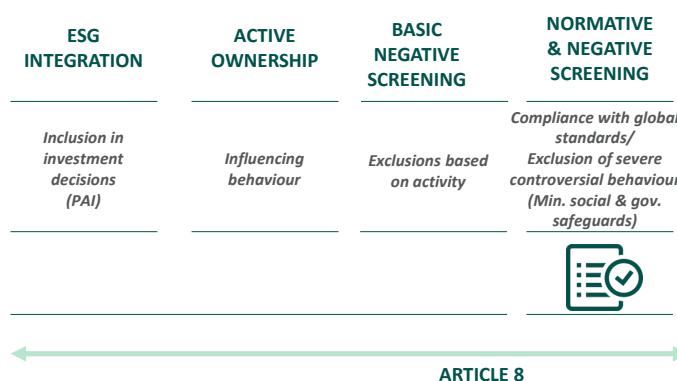 ESG
INTEGRATION
ACTIVE
OWNERSHIP
BASIC
NEGATIVE
SCREENING
NORMATIVE
& NEGATIVE
SCREENING
Inclusion in
investment
decisions
(PAI)
Influencing
behaviour
Exclusions based
on activity
Compliance with global
standards/
Exclusion of severe
controversial behaviour
(Min. social & gov.
safeguards)
ARTICLE 8